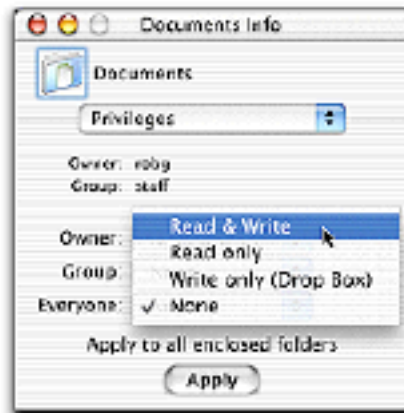 Documents Info
Documents
Privileges
Owner: robg
Group: staff
Owner:
Read & Write
Read only
Group:
Write only (Drop Box)
Everyone:
✓ None
Apply to all enclosed folders
Apply